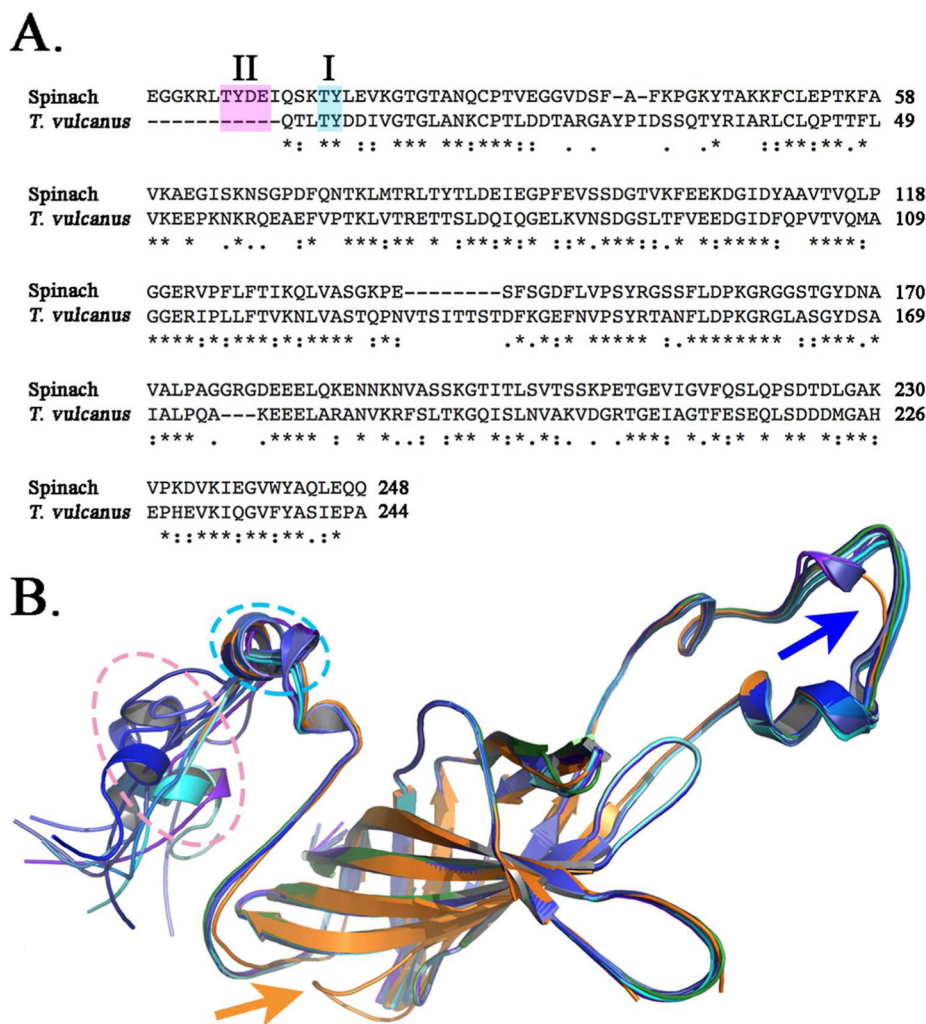 A.
II I
Spinach EGGKRLTYDEIQSKTYLEVKGTGTANQCPTVEGGVDSF-A-FKPGKYTAKKFCLEPTKFA 58
T. vulcanus -----------QTLTYDDIVGTGLANKCPTLDDTARGAYPIDSSQTYRIARLCLQPTTFL 49
*: ** :: *** **:***:: . . . .* ::**:**.*
Spinach VKAEGISKNSGPDFQNTKLMTRLTYTLDEIEGPFEVSSDGTVKFEEKDGIDYAAVTVQLP 118
T. vulcanus VKEEPKNKRQEAEFVPTKLVTRETTSLDQIQGELKVNSDGSLTFVEEDGIDFQPVTVQMA 109
** * .*.. :* ***:** * :**:*:* ::*.***::.* *:****: ****:
Spinach GGERVPFLFTIKQLVASGKPE--------SFSGDFLVPSYRGSSFLDPKGRGGSTGYDNA 170
T. vulcanus GGERIPLLFTVKNLVASTQPNVTSITTSTDFKGEFNVPSYRTANFLDPKGRGLASGYDSA 169
****:*:***:*:**** :*: .*.*:* ***** :.******** ::***.*
Spinach VALPAGGRGDEEELQKENNKNVASSKGTITLSVTSSKPETGEVIGVFQSLQPSDTDLGAK 230
T. vulcanus IALPQA---KEEELARANVKRFSLTKGQISLNVAKVDGRTGEIAGTFESEQLSDDDMGAH 226
:*** . .**** : * *..: :** *:*.*:. . .***: *.*:* * ** *:**:
Spinach VPKDVKIEGVWYAQLEQQ 248
T. vulcanus EPHEVKIQGVFYASIEPA 244
*::***:**:**.:*
B.